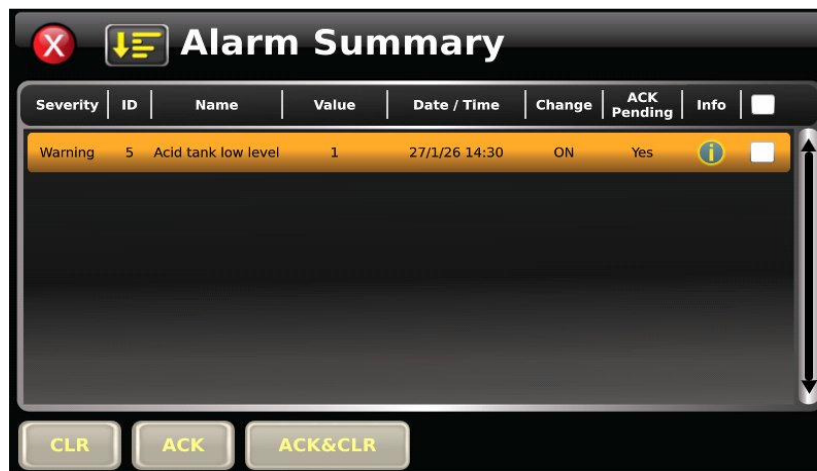 X
Alarm Summary
Severity ID Name Value Date / Time Change ACK Pending Info
Warning 5 Acid tank low level 1 27/1/26 14:30 ON Yes i
CLR ACK ACK&CLR